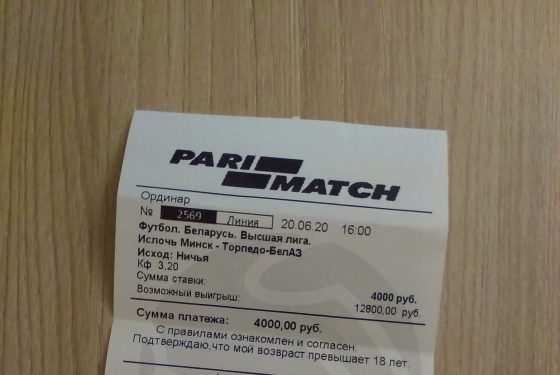 PARI MATCH
Ординар
№ 2569 Линия 20.06.20 16:00
Футбол. Беларусь. Высшая лига.
Ислочь Минск - Торпедо-БелАЗ
Исход: Ничья
Кф 3,20
Сумма ставки: 4000 руб.
Возможный выигрыш: 12800,00 руб.
Сумма платежа: 4000,00 руб.
С правилами ознакомлен и согласен.
Подтверждаю,что мой возраст превышает 18 лет.